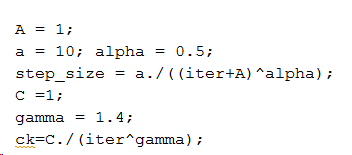 A = 1;
a = 10; alpha = 0.5;
step_size = a./((iter+A)^alpha);
C =1;
gamma = 1.4;
ck=C./(iter^gamma);